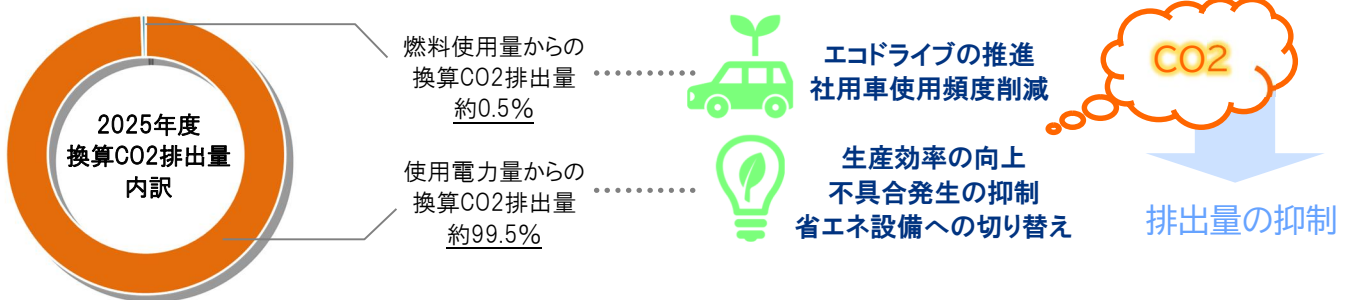 2025年度
換算CO2排出量
内訳
燃料使用量からの
換算CO2排出量
約0.5%
使用電力量からの
換算CO2排出量
約99.5%
エコドライブの推進
社用車使用頻度削減
生産効率の向上
不具合発生の抑制
省エネ設備への切り替え
CO2
排出量の抑制